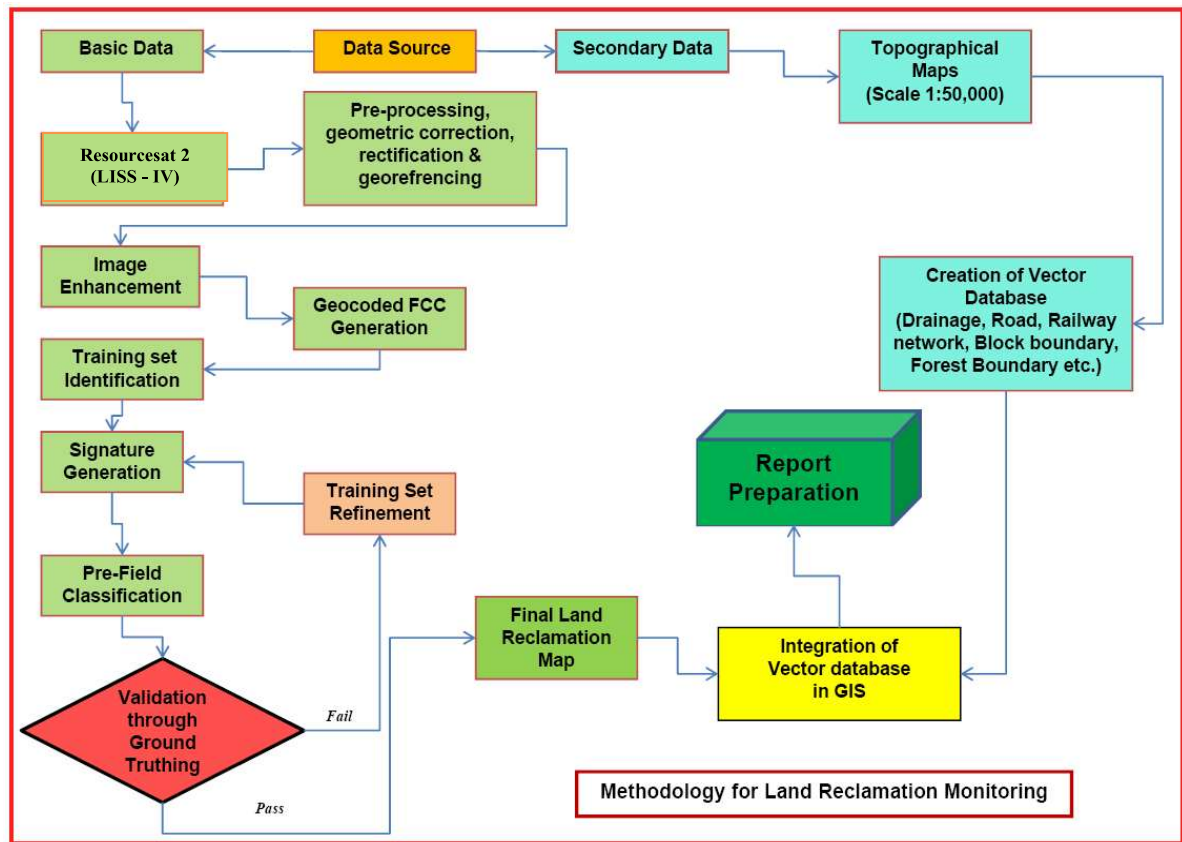 Basic Data
Data Source
Secondary Data
Topographical
Maps
(Scale 1:50,000)
Resourcesat 2
(LISS - IV)
Pre-processing,
geometric correction,
rectification &
georefrencing
Image
Enhancement
Geocoded FCC
Generation
Creation of Vector
Database
(Drainage, Road, Railway
network, Block boundary,
Forest Boundary etc.)
Training set
Identification
Signature
Generation
Training Set
Refinement
Report
Preparation
Pre-Field
Classification
Final Land
Reclamation
Map
Integration of
Vector database
in GIS
Validation
through
Ground
Truthing
Fail
Pass
Methodology for Land Reclamation Monitoring